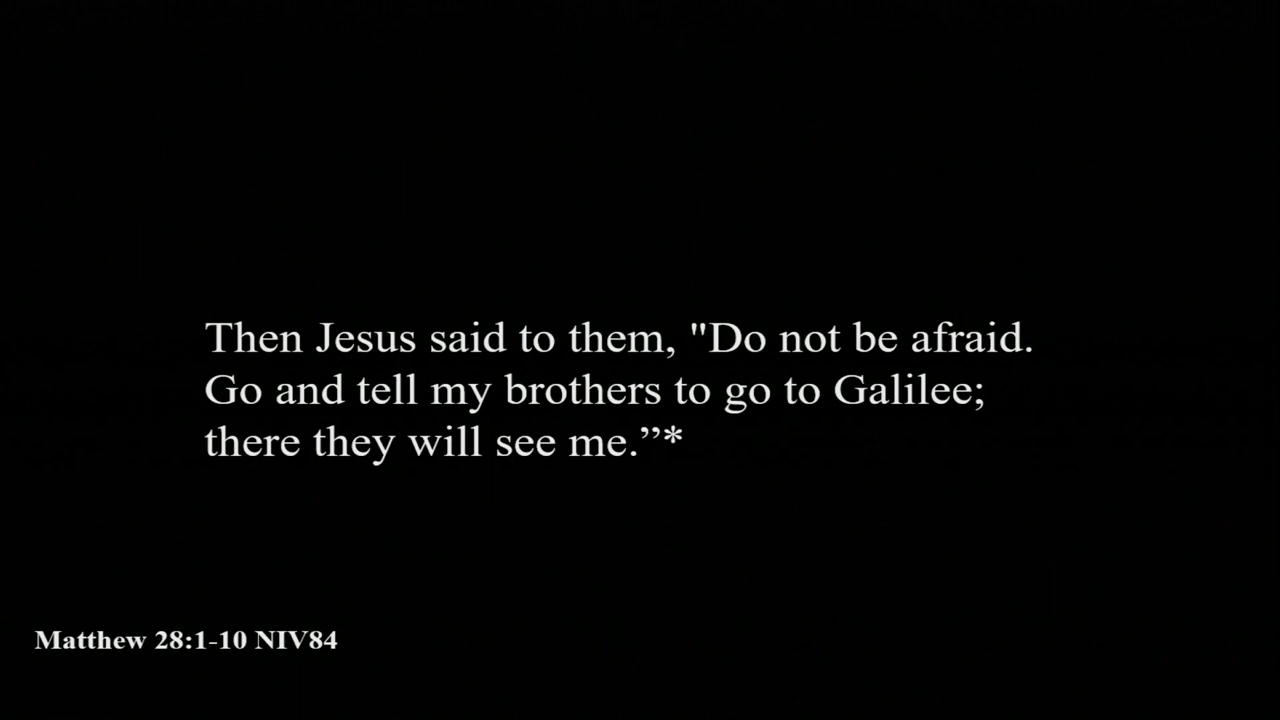 Then Jesus said to them, "Do not be afraid.
Go and tell my brothers to go to Galilee;
there they will see me.”*
Matthew 28:1-10 NIV84